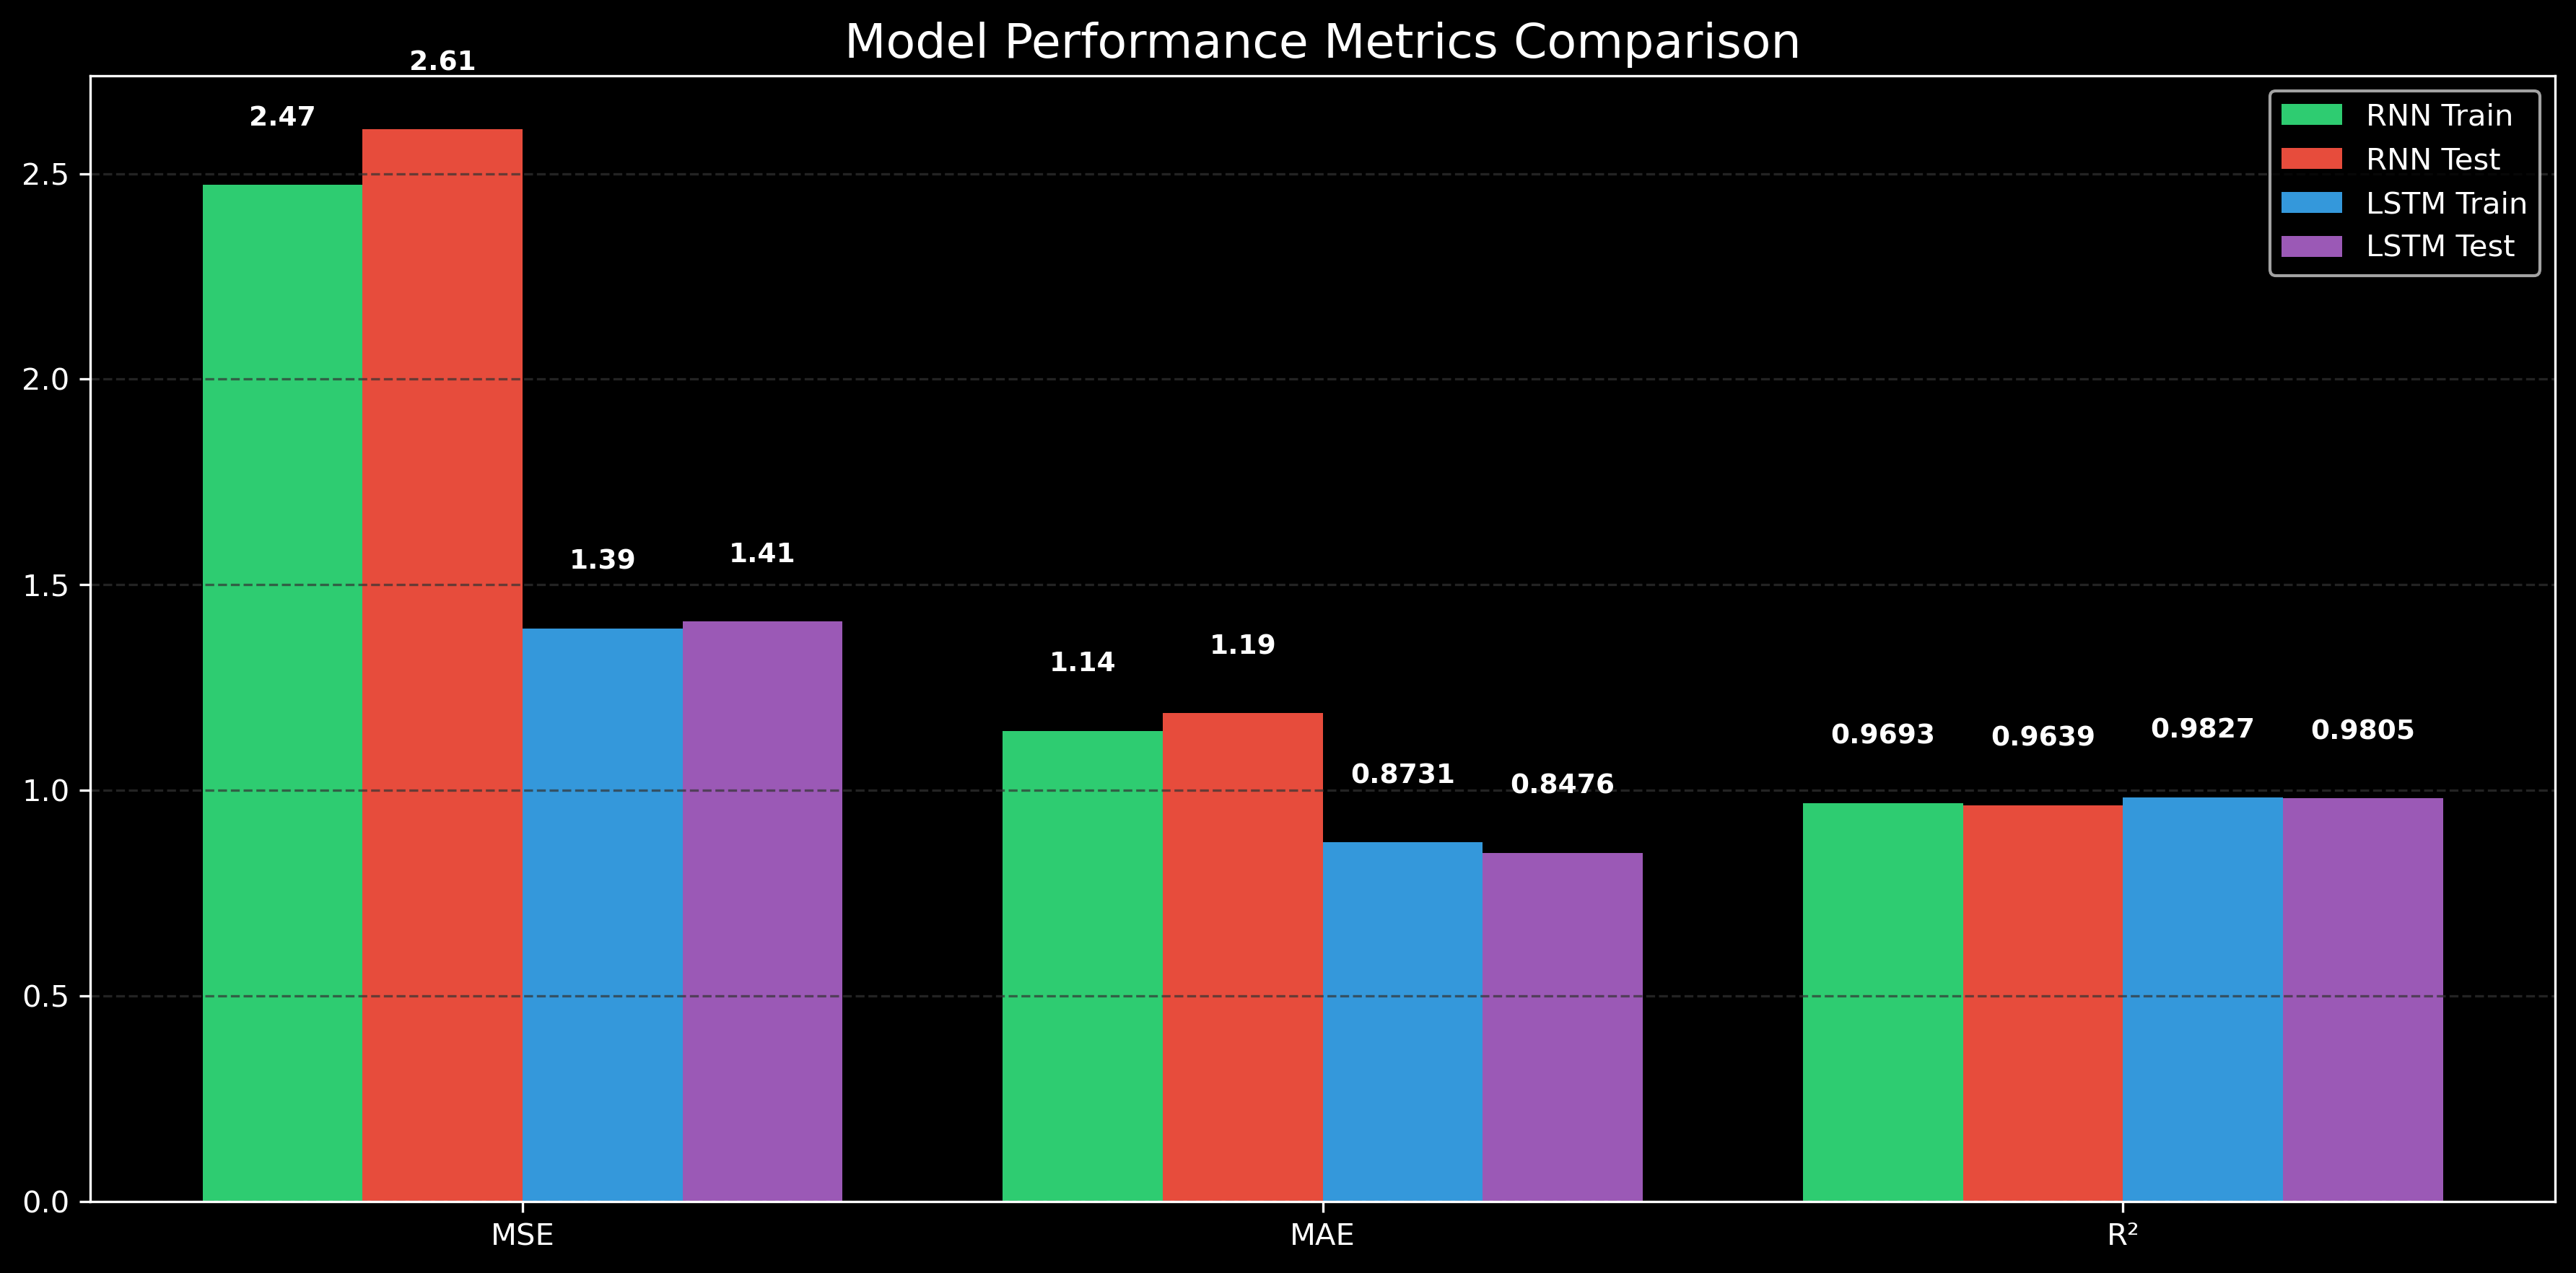 Model Performance Metrics Comparison
2.61
2.47
RNN Train
RNN Test
LSTM Train
LSTM Test
2.5
2.0
1.5
1.0
0.5
0.0
1.39
1.41
1.14
1.19
0.8731
0.8476
0.9693
0.9639
0.9827
0.9805
MSE
MAE
R²